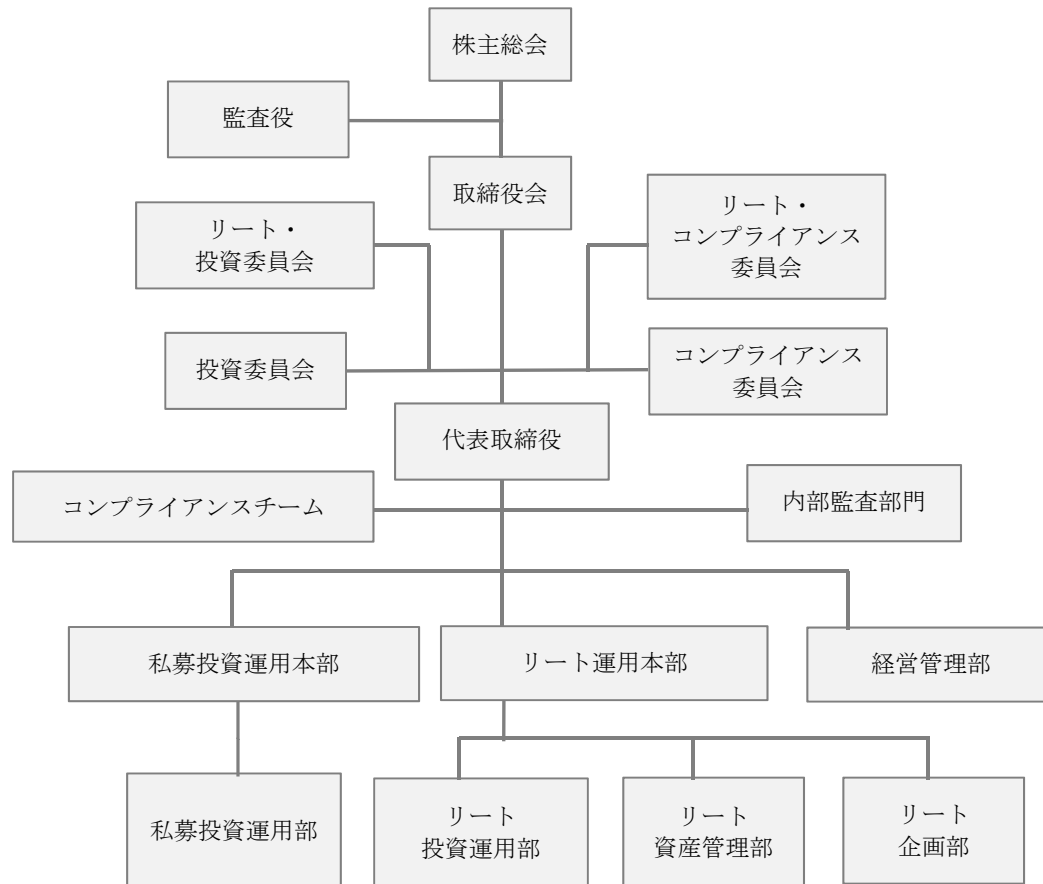 株主総会
監査役
取締役会
リート・
投資委員会
リート・
コンプライアンス
委員会
投資委員会
コンプライアンス
委員会
代表取締役
コンプライアンスチーム
内部監査部門
私募投資運用本部
リート運用本部
経営管理部
私募投資運用部
リート
投資運用部
リート
資産管理部
リート
企画部